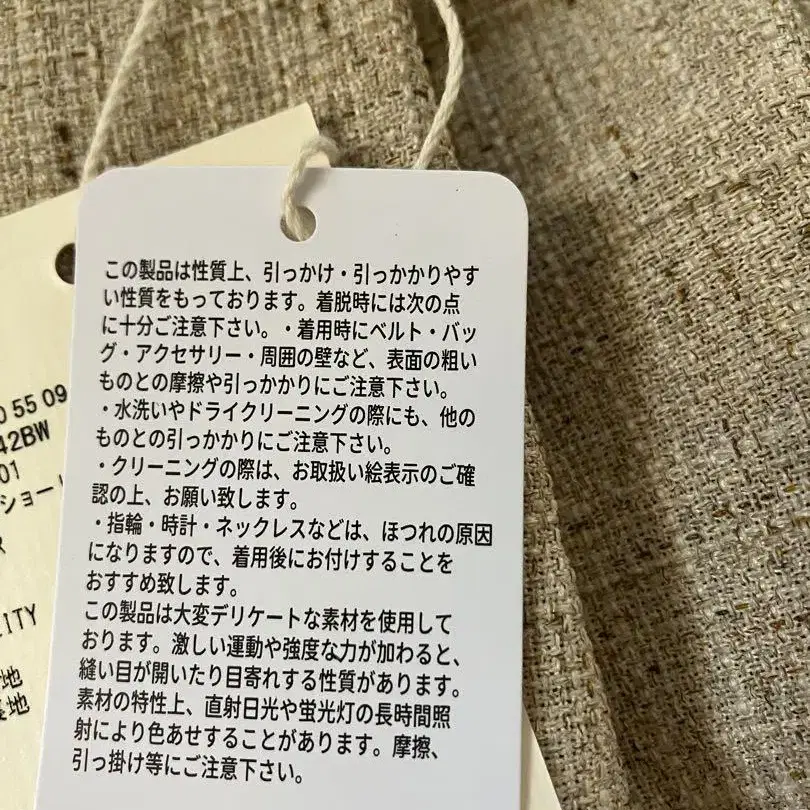 この製品は性質上、引っかけ・引っかかりやす
い性質をもっております。着脱時には次の点
に十分ご注意下さい。・着用時にベルト・バッ
グ・アクセサリー・周囲の壁など、表面の粗い
ものとの摩擦や引っかかりにご注意下さい。
・水洗いやドライクリーニングの際にも、他の
ものとの引っかかりにご注意下さい。
・クリーニングの際は、お取扱い絵表示のご確
認の上、お願い致します。
・指輪・時計・ネックレスなどは、ほつれの原因
になりますので、着用後にお付けすることを
おすすめ致します。
この製品は大変デリケートな素材を使用して
おります。激しい運動や強度な力が加わると、
縫い目が開いたり目寄れする性質があります。
素材の特性上、直射日光や蛍光灯の長時間照
射により色あせすることがあります。摩擦、
引っ掛け等にご注意下さい。
0 55 09
42BW
01
ショー
R
ITY
地
地